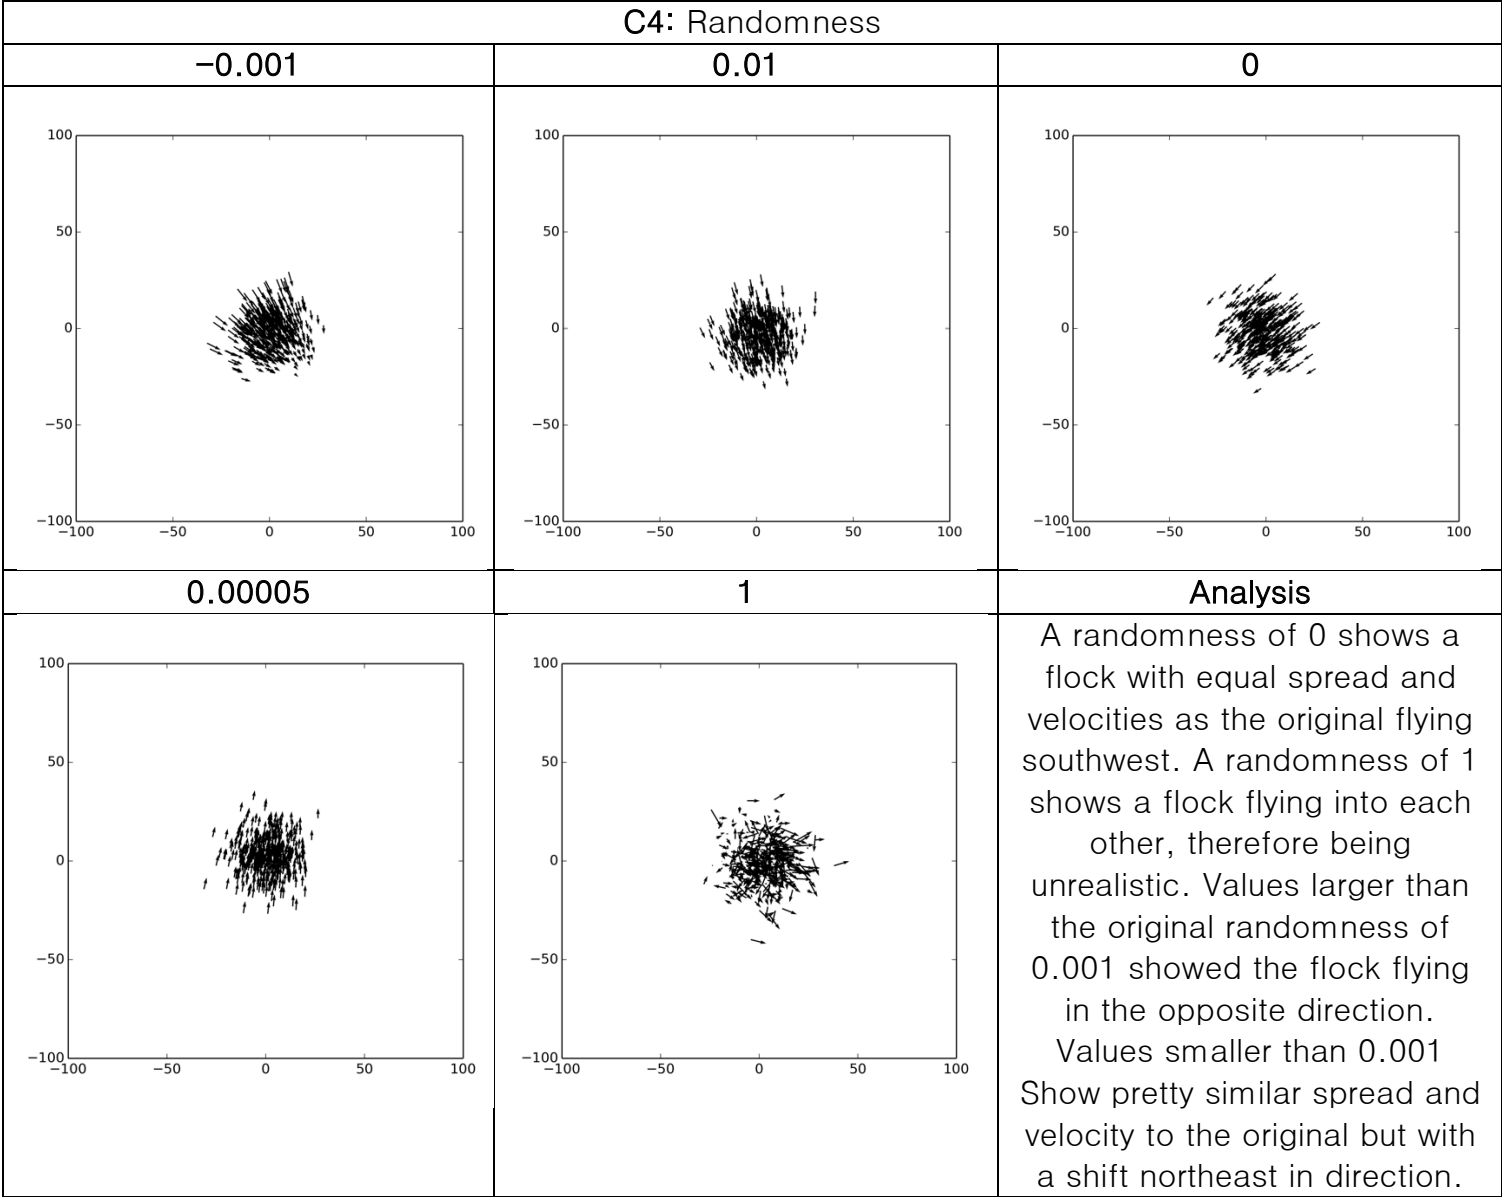 C4: Randomness
−0.001
0.01
0
100
50
0
−50
−100
−100 −50 0 50 100
100
50
0
−50
−100
−100 −50 0 50 100
100
50
0
−50
−100
−100 −50 0 50 100
0.00005
1
Analysis
100
50
0
−50
−100
−100 −50 0 50 100
100
50
0
−50
−100
−100 −50 0 50 100
A randomness of 0 shows a
flock with equal spread and
velocities as the original flying
southwest. A randomness of 1
shows a flock flying into each
other, therefore being
unrealistic. Values larger than
the original randomness of
0.001 showed the flock flying
in the opposite direction.
Values smaller than 0.001
Show pretty similar spread and
velocity to the original but with
a shift northeast in direction.